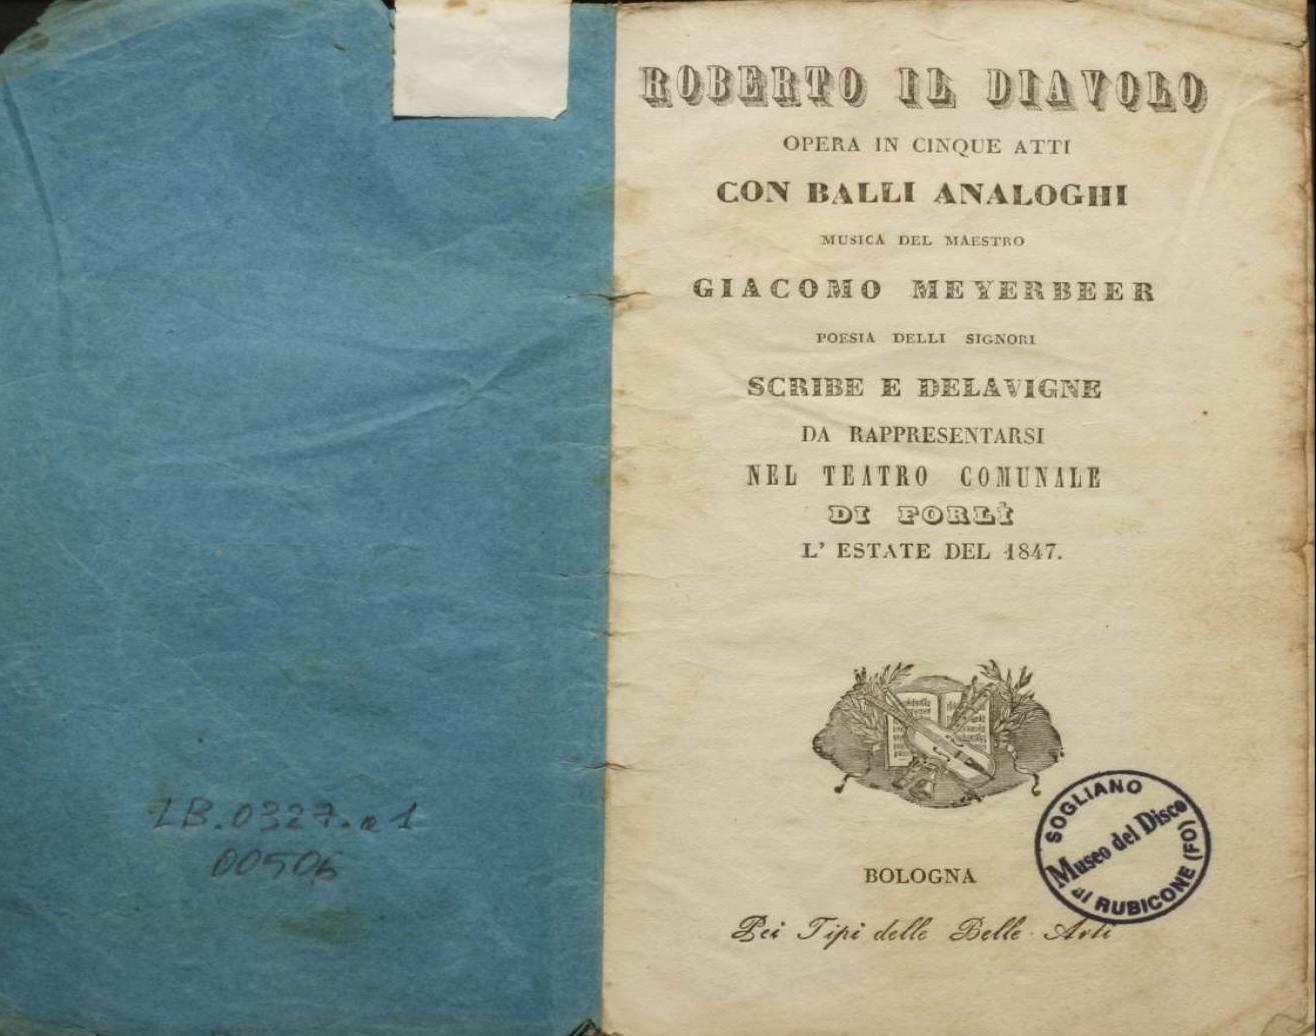 LB.0327.a1
00506
ROBERTO IL DIAVOLO
OPERA IN CINQUE ATTI
CON BALLI ANALOGHI
MUSICA DEL MAESTRO
GIACOMO MEYERBEER
POESIA DELLI SIGNORI
SCRIBE E DELAVIGNE
DA RAPPRESENTARSI
NEL TEATRO COMUNALE
DI FORLÌ
L' ESTATE DEL 1847.
SOGLIANO
Museo del Disco
al RUBICONE (FO)
BOLOGNA
Pei Tipi delle Belle Arti